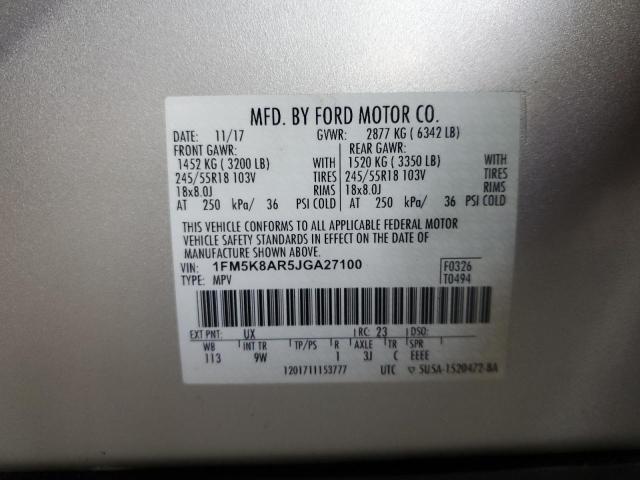 MFD. BY FORD MOTOR CO.
DATE: 11/17 GVWR: 2877 KG ( 6342 LB)
FRONT GAWR: REAR GAWR:
1452 KG ( 3200 LB) WITH 1520 KG ( 3350 LB) WITH
245/55R18 103V TIRES 245/55R18 103V TIRES
18x8.0J RIMS 18x8.0J RIMS
AT 250 kPa/ 36 PSI COLD AT 250 kPa/ 36 PSI COLD
THIS VEHICLE CONFORMS TO ALL APPLICABLE FEDERAL MOTOR
VEHICLE SAFETY STANDARDS IN EFFECT ON THE DATE OF
MANUFACTURE SHOWN ABOVE.
VIN: 1FM5K8AR5JGA27100 F0326
TYPE: MPV T0494
EXT PNT: UX RC: 23 DSO:
WB INT TR TP/PS R AXLE TR SPR
113 9W 1 3J C EEEE
1201711153777 UTC ▽ 5U5A-1520472-BA